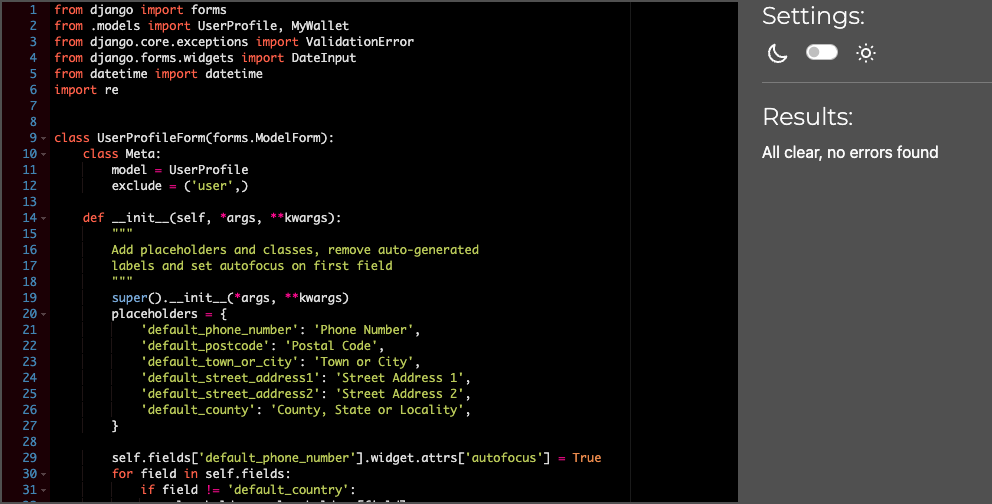 1 from django import forms
2 from .models import UserProfile, MyWallet
3 from django.core.exceptions import ValidationError
4 from django.forms.widgets import DateInput
5 from datetime import datetime
6 import re
7
8
9 class UserProfileForm(forms.ModelForm):
10     class Meta:
11         model = UserProfile
12         exclude = ('user',)
13
14     def __init__(self, *args, **kwargs):
15         """
16         Add placeholders and classes, remove auto-generated
17         labels and set autofocus on first field
18         """
19         super().__init__(*args, **kwargs)
20         placeholders = {
21             'default_phone_number': 'Phone Number',
22             'default_postcode': 'Postal Code',
23             'default_town_or_city': 'Town or City',
24             'default_street_address1': 'Street Address 1',
25             'default_street_address2': 'Street Address 2',
26             'default_county': 'County, State or Locality',
27         }
28
29         self.fields['default_phone_number'].widget.attrs['autofocus'] = True
30         for field in self.fields:
31             if field != 'default_country':
Settings:
Results:
All clear, no errors found